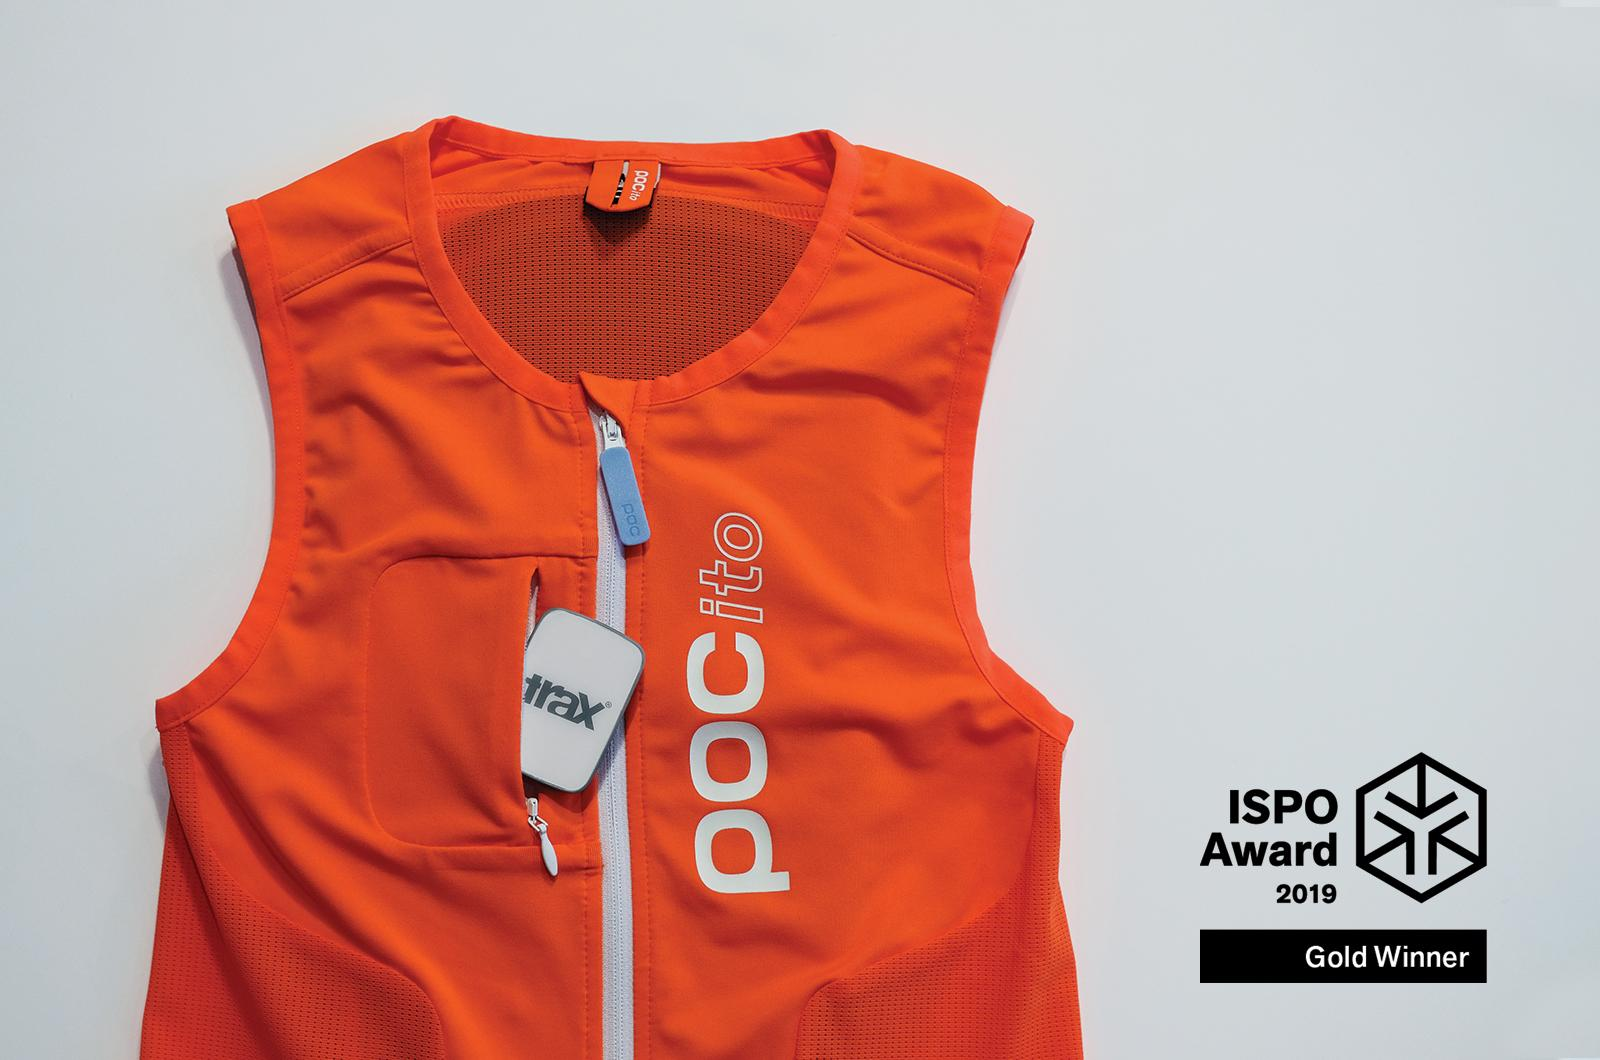 POCito
poc
POCito
trax®
ISPO
Award
2019
Gold Winner